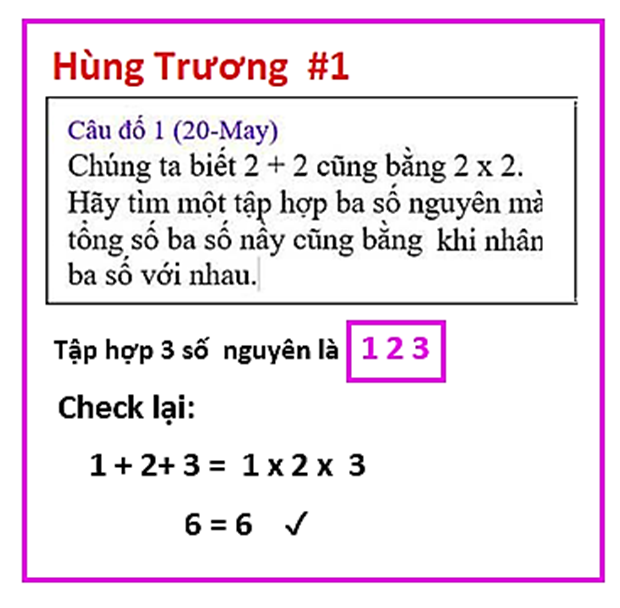 Hùng Trương #1
Câu đố 1 (20-May)
Chúng ta biết 2 + 2 cũng bằng 2 x 2.
Hãy tìm một tập hợp ba số nguyên mà
tổng số ba số nầy cũng bằng khi nhân
ba số với nhau.
Tập hợp 3 số nguyên là 1 2 3
Check lại:
1 + 2+ 3 = 1 x 2 x 3
6 = 6 ✓